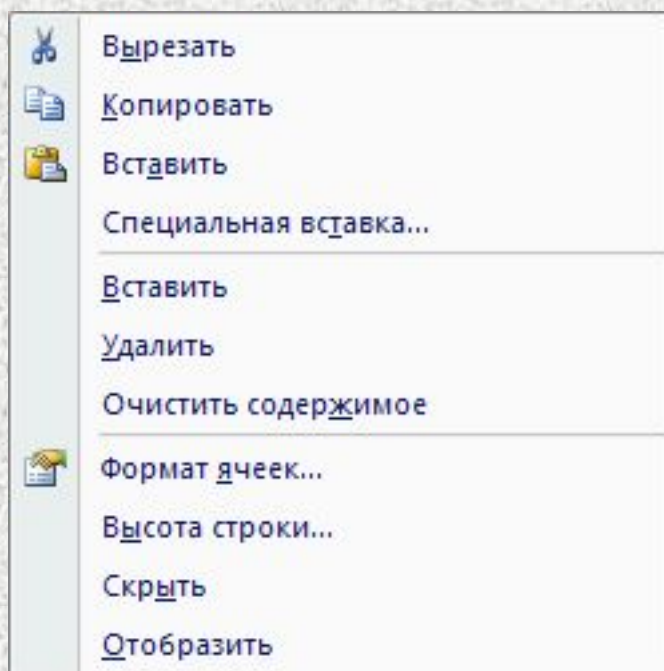 Вырезать
Копировать
Вставить
Специальная вставка...
Вставить
Удалить
Очистить содержимое
Формат ячеек...
Высота строки...
Скрыть
Отобразить